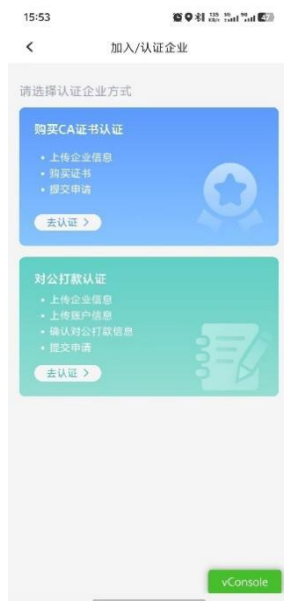 15:53
加入/认证企业
请选择认证企业方式
购买CA证书认证
• 上传企业信息
• 购买证书
• 提交申请
去认证 >
对公打款认证
• 上传企业信息
• 上传账户信息
• 确认对公打款信息
• 提交申请
去认证 >
vConsole